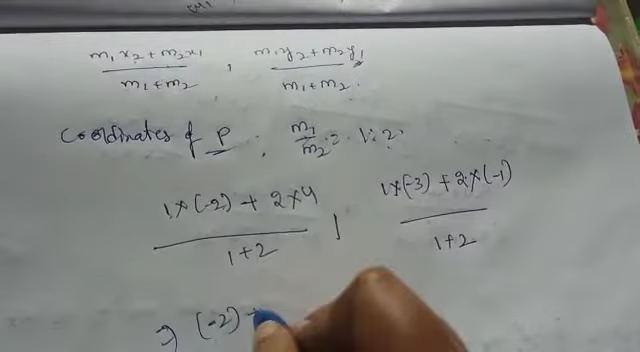 m₁x₂+m₂x₁ / m₁+m₂ , m₁y₂+m₂y₁ / m₁+m₂.
Coordinates of P : m₁/m₂ = 1:2.
1×(-2) + 2×4 / 1+2 , 1×(-3) + 2×(-1) / 1+2
⇒ (-2) +